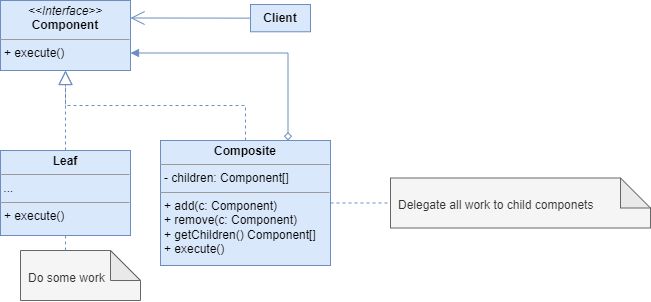 <<Interface>>
Component
+ execute()
Client
Leaf
...
+ execute()
Composite
- children: Component[]
+ add(c: Component)
+ remove(c: Component)
+ getChildren() Component[]
+ execute()
Delegate all work to child componets
Do some work